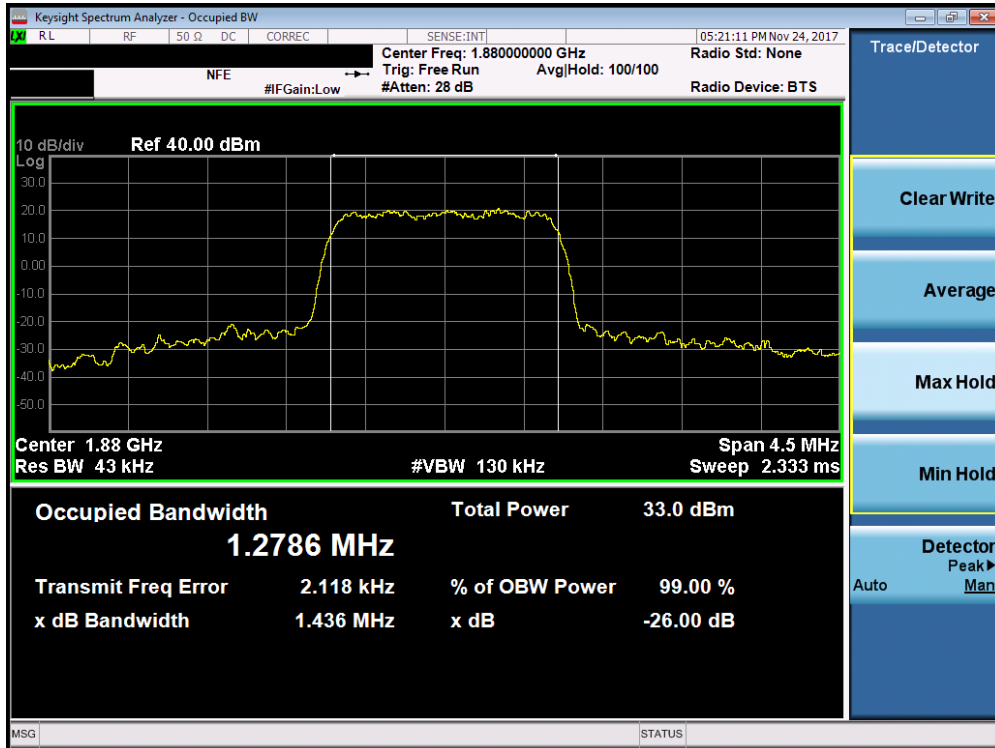 Keysight Spectrum Analyzer - Occupied BW
LXI RL RF 50 Ω DC CORREC SENSE:INT 05:21:11 PM Nov 24, 2017
Center Freq: 1.880000000 GHz Radio Std: None
NFE Trig: Free Run Avg|Hold: 100/100
#IFGain:Low #Atten: 28 dB Radio Device: BTS
Trace/Detector
10 dB/div Ref 40.00 dBm
Log
30.0
20.0
10.0
0.00
-10.0
-20.0
-30.0
-40.0
-50.0
Center 1.88 GHz Span 4.5 MHz
Res BW 43 kHz #VBW 130 kHz Sweep 2.333 ms
Occupied Bandwidth Total Power 33.0 dBm
1.2786 MHz
Transmit Freq Error 2.118 kHz % of OBW Power 99.00 %
x dB Bandwidth 1.436 MHz x dB -26.00 dB
Clear Write
Average
Max Hold
Min Hold
Detector
Peak▶
Auto Man
MSG STATUS